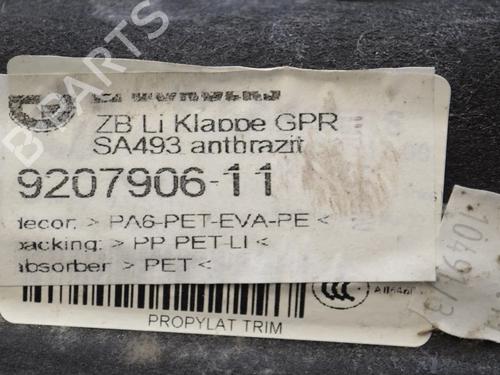 B-PARTS
ZB Li Klappe GPR
SA493 anthrazit
9207906-11
decor: > PA6-PET-EVA-PE <
backing: > PP PET-LI <
absorber > PET <
PROPYLAT TRIM